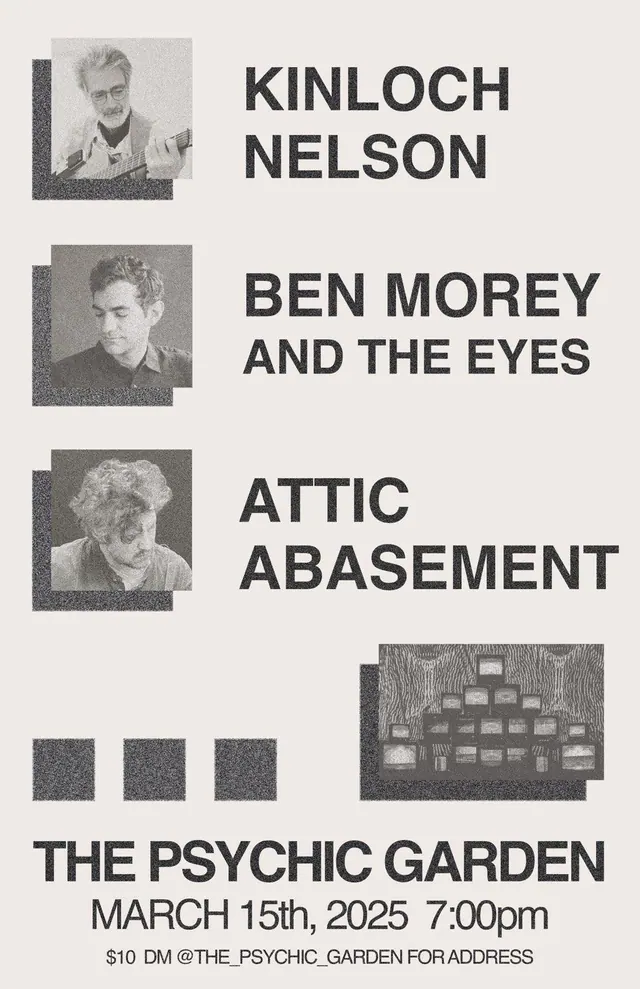 KINLOCH
NELSON
BEN MOREY
AND THE EYES
ATTIC
ABASEMENT
THE PSYCHIC GARDEN
MARCH 15th, 2025 7:00pm
$10 DM @THE_PSYCHIC_GARDEN FOR ADDRESS